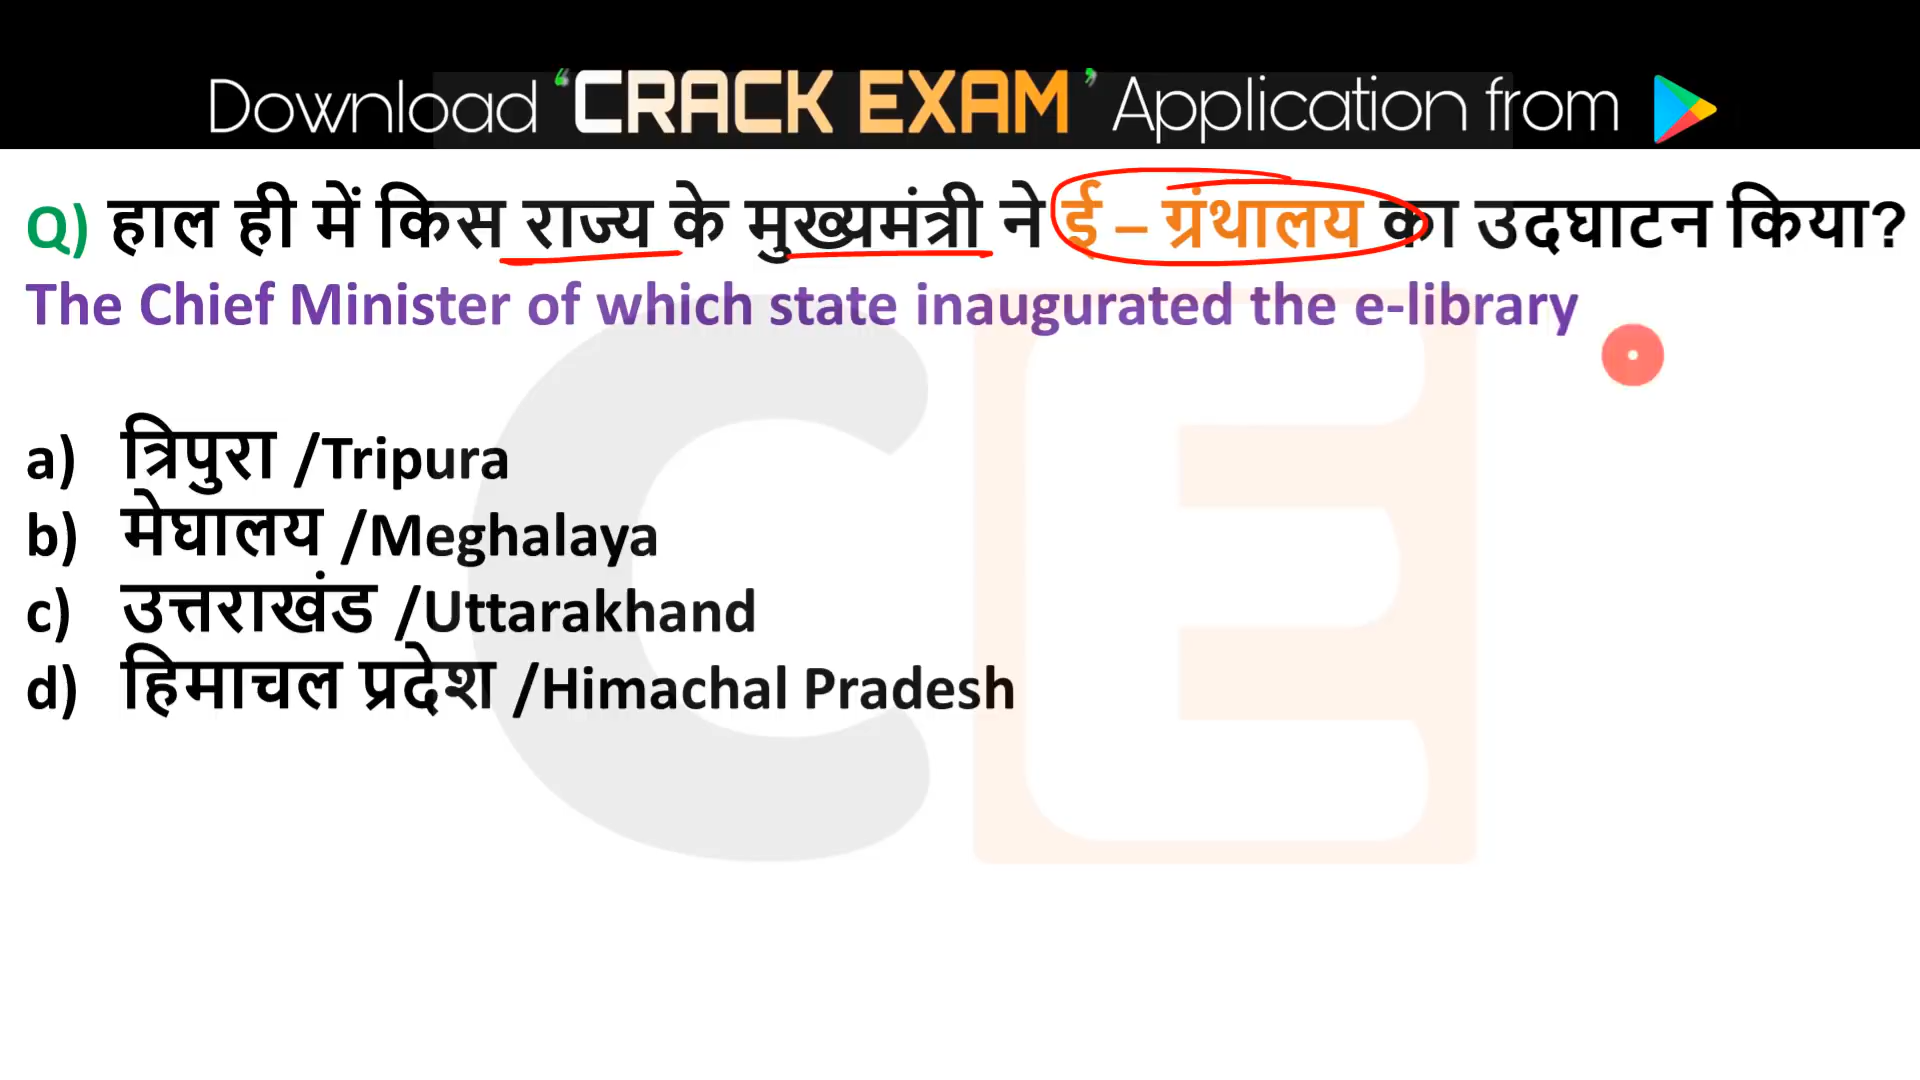 Download ‘CRACK EXAM’ Application from
Q) हाल ही में किस राज्य के मुख्यमंत्री ने ई – ग्रंथालय का उदघाटन किया?
The Chief Minister of which state inaugurated the e-library
a) त्रिपुरा /Tripura
b) मेघालय /Meghalaya
c) उत्तराखंड /Uttarakhand
d) हिमाचल प्रदेश /Himachal Pradesh
CE